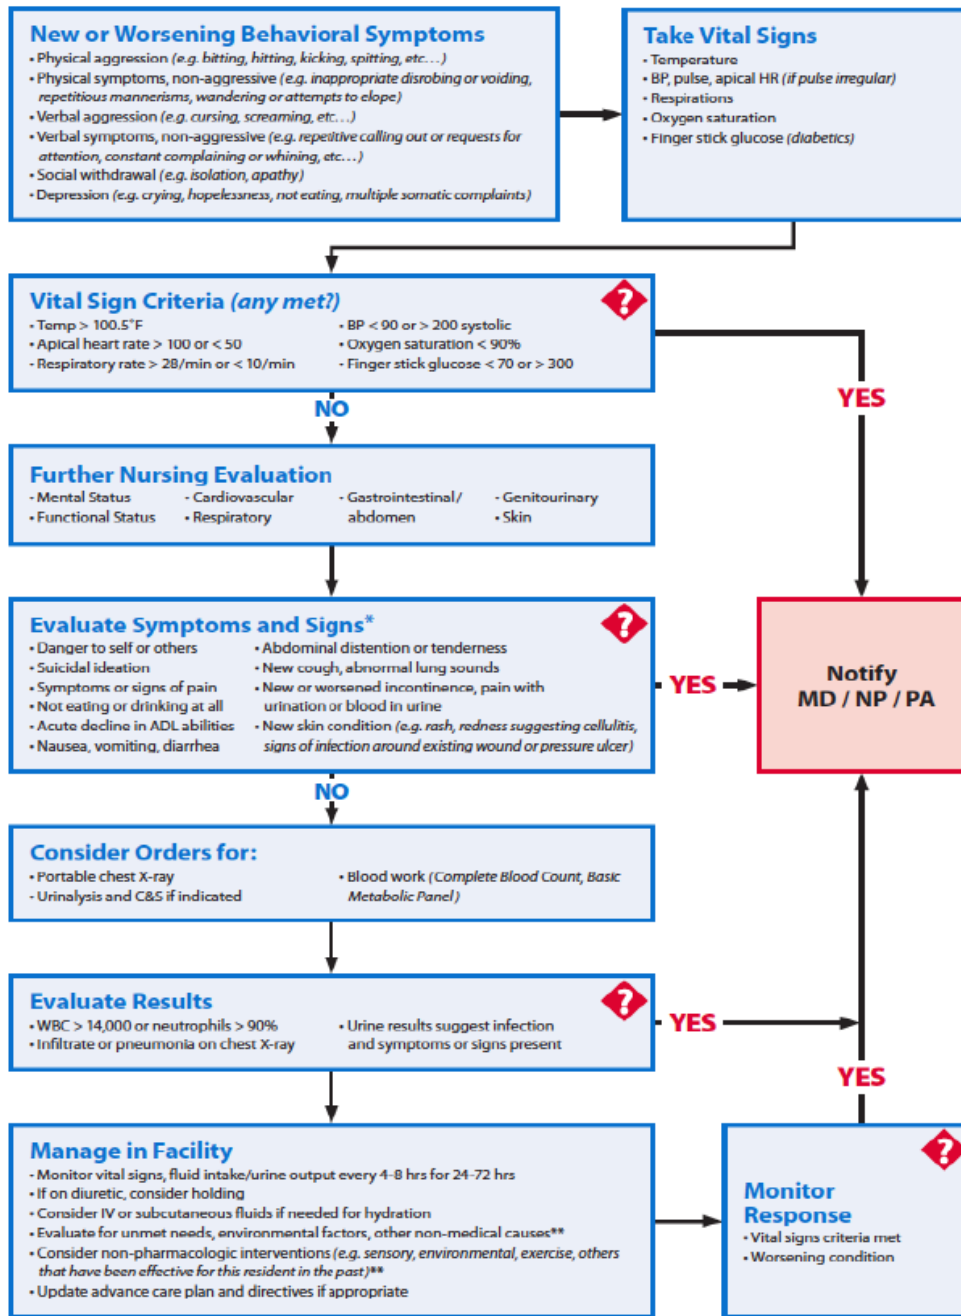 New or Worsening Behavioral Symptoms
• Physical aggression (e.g. bitting, hitting, kicking, spitting, etc…)
• Physical symptoms, non-aggressive (e.g. inappropriate disrobing or voiding,
repetitious mannerisms, wandering or attempts to elope)
• Verbal aggression (e.g. cursing, screaming, etc…)
• Verbal symptoms, non-aggressive (e.g. repetitive calling out or requests for
attention, constant complaining or whining, etc…)
• Social withdrawal (e.g. isolation, apathy)
• Depression (e.g. crying, hopelessness, not eating, multiple somatic complaints)
Take Vital Signs
• Temperature
• BP, pulse, apical HR (if pulse irregular)
• Respirations
• Oxygen saturation
• Finger stick glucose (diabetics)
Vital Sign Criteria (any met?)
?
• Temp > 100.5°F
• Apical heart rate > 100 or < 50
• Respiratory rate > 28/min or < 10/min
• BP < 90 or > 200 systolic
• Oxygen saturation < 90%
• Finger stick glucose < 70 or > 300
YES
NO
Further Nursing Evaluation
• Mental Status
• Functional Status
• Cardiovascular
• Respiratory
• Gastrointestinal/
abdomen
• Genitourinary
• Skin
Evaluate Symptoms and Signs*
?
• Danger to self or others
• Suicidal ideation
• Symptoms or signs of pain
• Not eating or drinking at all
• Acute decline in ADL abilities
• Nausea, vomiting, diarrhea
• Abdominal distention or tenderness
• New cough, abnormal lung sounds
• New or worsened incontinence, pain with
urination or blood in urine
• New skin condition (e.g. rash, redness suggesting cellulitis,
signs of infection around existing wound or pressure ulcer)
YES
Notify
MD / NP / PA
NO
Consider Orders for:
• Portable chest X-ray
• Urinalysis and C&S if indicated
• Blood work (Complete Blood Count, Basic
Metabolic Panel)
Evaluate Results
?
• WBC > 14,000 or neutrophils > 90%
• Infiltrate or pneumonia on chest X-ray
• Urine results suggest infection
and symptoms or signs present
YES
YES
Manage in Facility
• Monitor vital signs, fluid intake/urine output every 4-8 hrs for 24-72 hrs
• If on diuretic, consider holding
• Consider IV or subcutaneous fluids if needed for hydration
• Evaluate for unmet needs, environmental factors, other non-medical causes**
• Consider non-pharmacologic interventions (e.g. sensory, environmental, exercise, others
that have been effective for this resident in the past)**
• Update advance care plan and directives if appropriate
?
Monitor
Response
• Vital signs criteria met
• Worsening condition